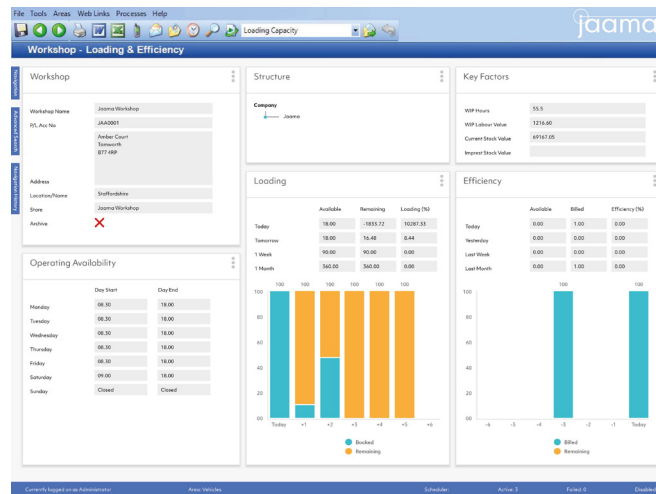 File Tools Areas Web Links Processes Help
Loading Capacity
jaama
Workshop - Loading & Efficiency
Navigation
Advanced Search
Navigation History
Workshop
Workshop Name Jaama Workshop
P/L Acc No JAA0001
Amber Court
Tamworth
B77 4RP
Address
Location/Name Staffordshire
Store Jaama Workshop
Archive
Operating Availability
Day Start Day End
Monday 08.30 18.00
Tuesday 08.30 18.00
Wednesday 08.30 18.00
Thursday 08.30 18.00
Friday 08.30 18.00
Saturday 09.00 18.00
Sunday Closed Closed
Structure
Company
Jaama
Key Factors
WIP Hours 55.5
WIP Labour Value 1216.60
Current Stock Value 69167.05
Imprest Stock Value
Loading
Available Remaining Loading (%)
Today 18.00 -1833.72 10287.33
Tomorrow 18.00 16.48 8.44
1 Week 90.00 90.00 0.00
1 Month 360.00 360.00 0.00
100 100 100 100 100 100
100
80
60
40
20
00
Today +1 +2 +3 +4 +5 +6
Booked
Remaining
Efficiency
Available Billed Efficiency (%)
Today 0.00 1.00 0.00
Yesterday 0.00 0.00 0.00
Last Week 0.00 0.00 0.00
Last Month 0.00 1.00 0.00
100 100
100
80
60
40
20
00
-6 -5 -4 -3 -2 -1 Today
Billed
Remaining
Currently logged on as Administrator Area: Vehicles Scheduler: Active: 3 Failed: 0 Disabled: